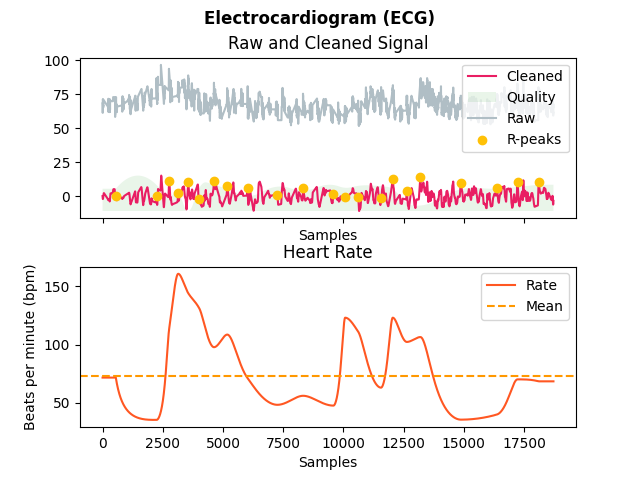 Electrocardiogram (ECG)
Raw and Cleaned Signal
100
75
50
25
0
Cleaned
Quality
Raw
R-peaks
Samples
Heart Rate
Beats per minute (bpm)
150
100
50
Rate
Mean
0 2500 5000 7500 10000 12500 15000 17500
Samples